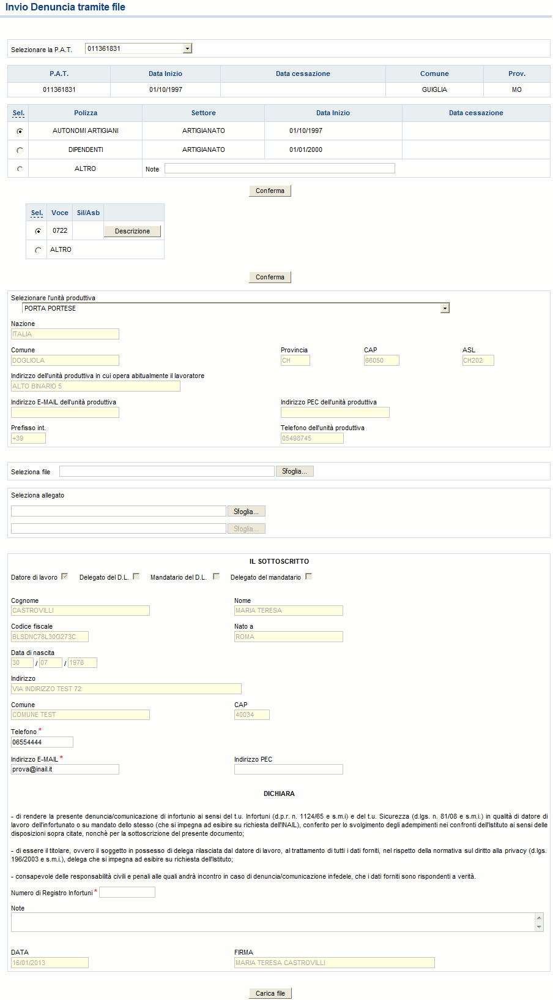 Invio Denuncia tramite file
Selezionare la P.A.T. 011361831
P.A.T. Data Inizio Data cessazione Comune Prov.
011361831 01/10/1997 GUIGLIA MO
Sel. Polizza Settore Data Inizio Data cessazione
AUTONOMI ARTIGIANI ARTIGIANATO 01/10/1997
DIPENDENTI ARTIGIANATO 01/01/2000
ALTRO Note
Conferma
Sel. Voce Sil/Asb
0722 Descrizione
ALTRO
Conferma
Selezionare l'unità produttiva
PORTA PORTESE
Nazione
ITALIA
Comune Provincia CAP ASL
DOGLIOLA CH 66050 CH202
Indirizzo dell'unità produttiva in cui opera abitualmente il lavoratore
ALTO BINARIO 5
Indirizzo E-MAIL dell'unità produttiva Indirizzo PEC dell'unità produttiva
Prefisso int. Telefono dell'unità produttiva
+39 05498745
Seleziona file Sfoglia...
Seleziona allegato
Sfoglia...
Sfoglia...
IL SOTTOSCRITTO
Datore di lavoro Delegato del D.L. Mandatario del D.L. Delegato del mandatario
Cognome Nome
CASTROVILLI MARIA TERESA
Codice fiscale Nato a
BLSDNC78L30G273C ROMA
Data di nascita
30 / 07 / 1978
Indirizzo
VIA INDIRIZZO TEST 72
Comune CAP
COMUNE TEST 40034
Telefono *
06554444
Indirizzo E-MAIL * Indirizzo PEC
prova@inail.it
DICHIARA
- di rendere la presente denuncia/comunicazione di infortunio ai sensi del t.u. Infortuni (d.p.r. n. 1124/65 e s.m.i) e del t.u. Sicurezza (d.lgs. n. 81/08 e s.m.i.) in qualità di datore di
lavoro dell'infortunato o su mandato dello stesso (che si impegna ad esibire su richiesta dell'INAIL), conferito per lo svolgimento degli adempimenti nei confronti dell'Istituto ai sensi delle
disposizioni sopra citate, nonchè per la sottoscrizione del presente documento;
- di essere il titolare, ovvero il soggetto in possesso di delega rilasciata dal datore di lavoro, al trattamento di tutti i dati forniti, nel rispetto della normativa sul diritto alla privacy (d.lgs.
196/2003 e s.m.i.), delega che si impegna ad esibire su richiesta dell'Istituto;
- consapevole delle responsabilità civili e penali alle quali andrà incontro in caso di denuncia/comunicazione infedele, che i dati forniti sono rispondenti a verità.
Numero di Registro Infortuni *
Note
DATA FIRMA
16/01/2013 MARIA TERESA CASTROVILLI
Carica file